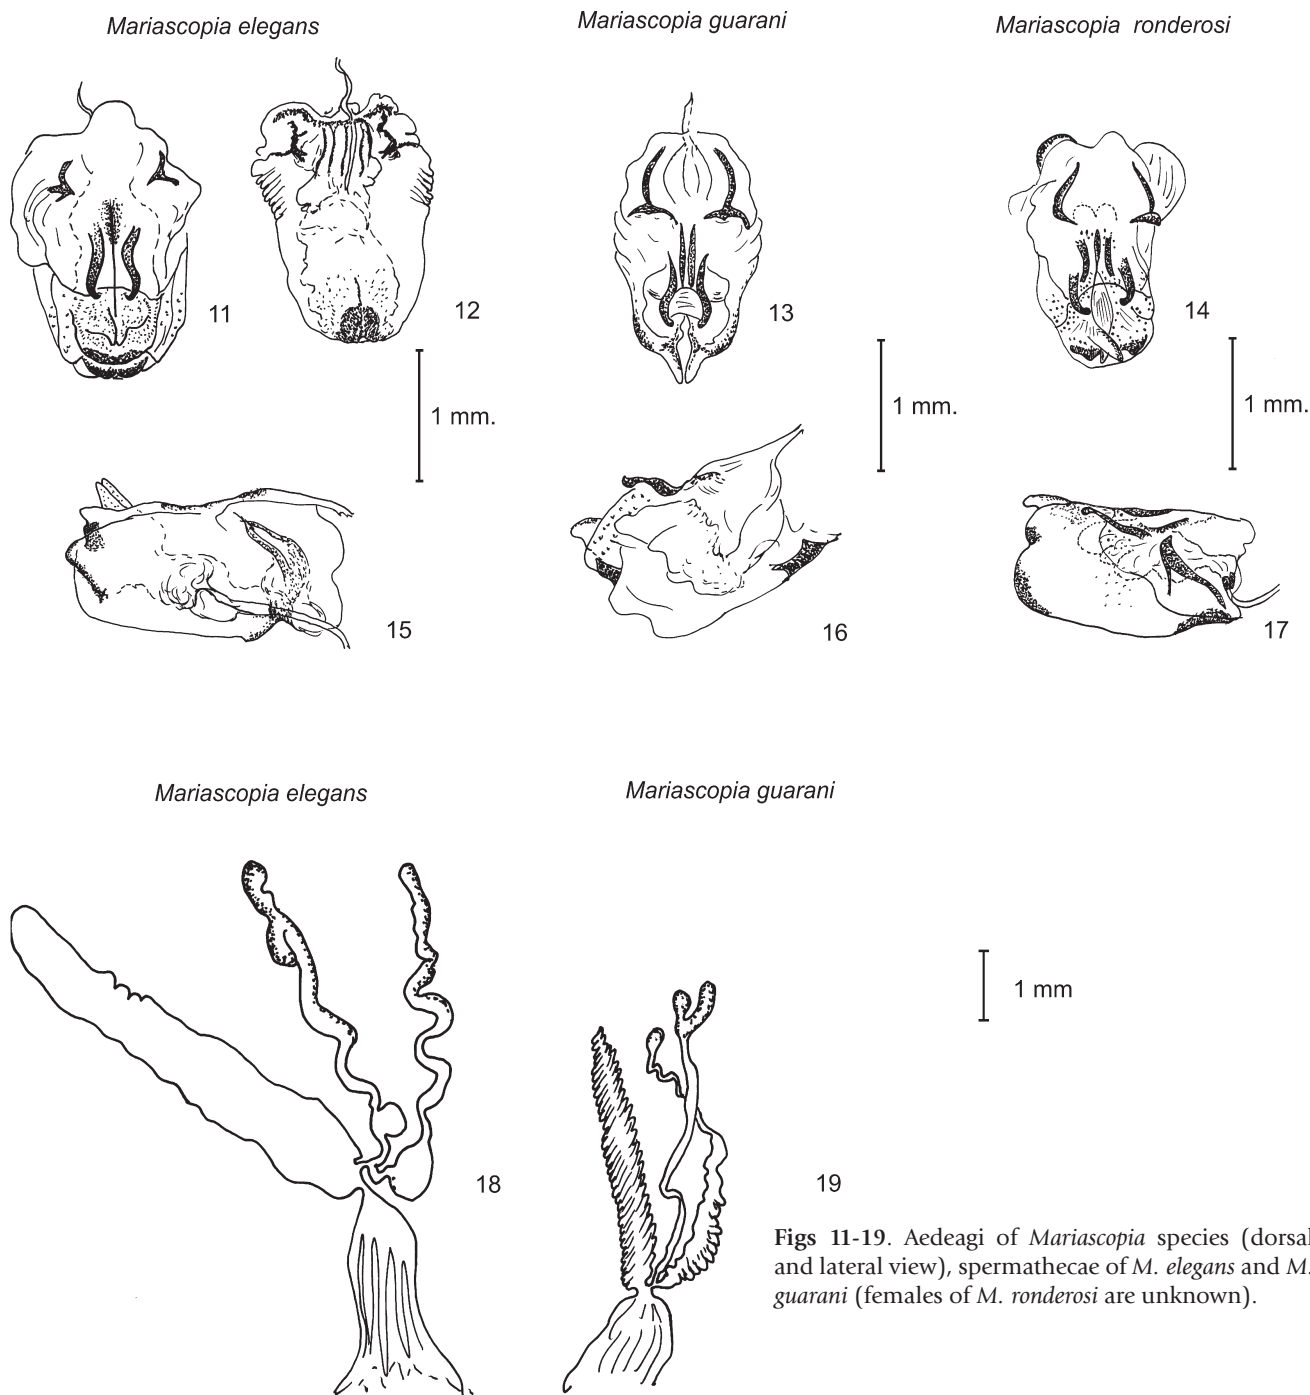 Mariascopia elegans
Mariascopia guarani
Mariascopia ronderosi
11
12
13
14
1 mm.
1 mm.
1 mm.
15
16
17
Mariascopia elegans
Mariascopia guarani
1 mm
18
19
Figs 11-19. Aedeagi of Mariascopia species (dorsal
and lateral view), spermathecae of M. elegans and M.
guarani (females of M. ronderosi are unknown).